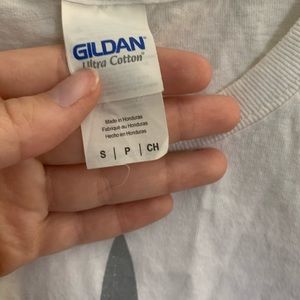 GILDAN
Ultra Cotton
Made in Honduras
Fabriqué au Honduras
Hecho en Honduras
S | P | CH